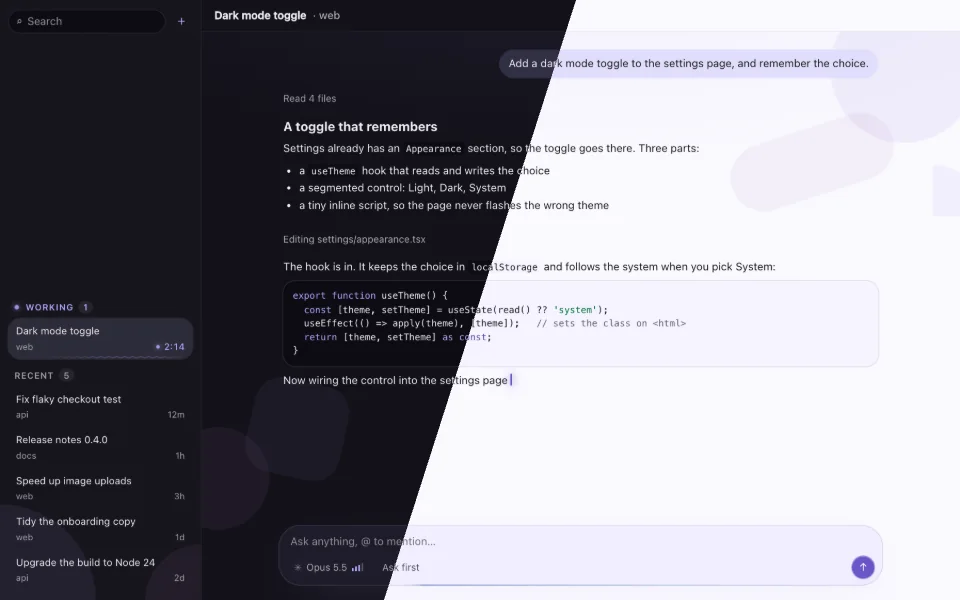 Search +
WORKING 1
Dark mode toggle
web 2:14
RECENT 5
Fix flaky checkout test
api 12m
Release notes 0.4.0
docs 1h
Speed up image uploads
web 3h
Tidy the onboarding copy
web 1d
Upgrade the build to Node 24
api 2d
Dark mode toggle · web
Add a dark mode toggle to the settings page, and remember the choice.
Read 4 files
A toggle that remembers
Settings already has an Appearance section, so the toggle goes there. Three parts:
• a useTheme hook that reads and writes the choice
• a segmented control: Light, Dark, System
• a tiny inline script, so the page never flashes the wrong theme
Editing settings/appearance.tsx
The hook is in. It keeps the choice in localStorage and follows the system when you pick System:
export function useTheme() {
  const [theme, setTheme] = useState(read() ?? 'system');
  useEffect(() => apply(theme), [theme]);   // sets the class on <html>
  return [theme, setTheme] as const;
}
Now wiring the control into the settings page
Ask anything, @ to mention...
Opus 5.5 Ask first